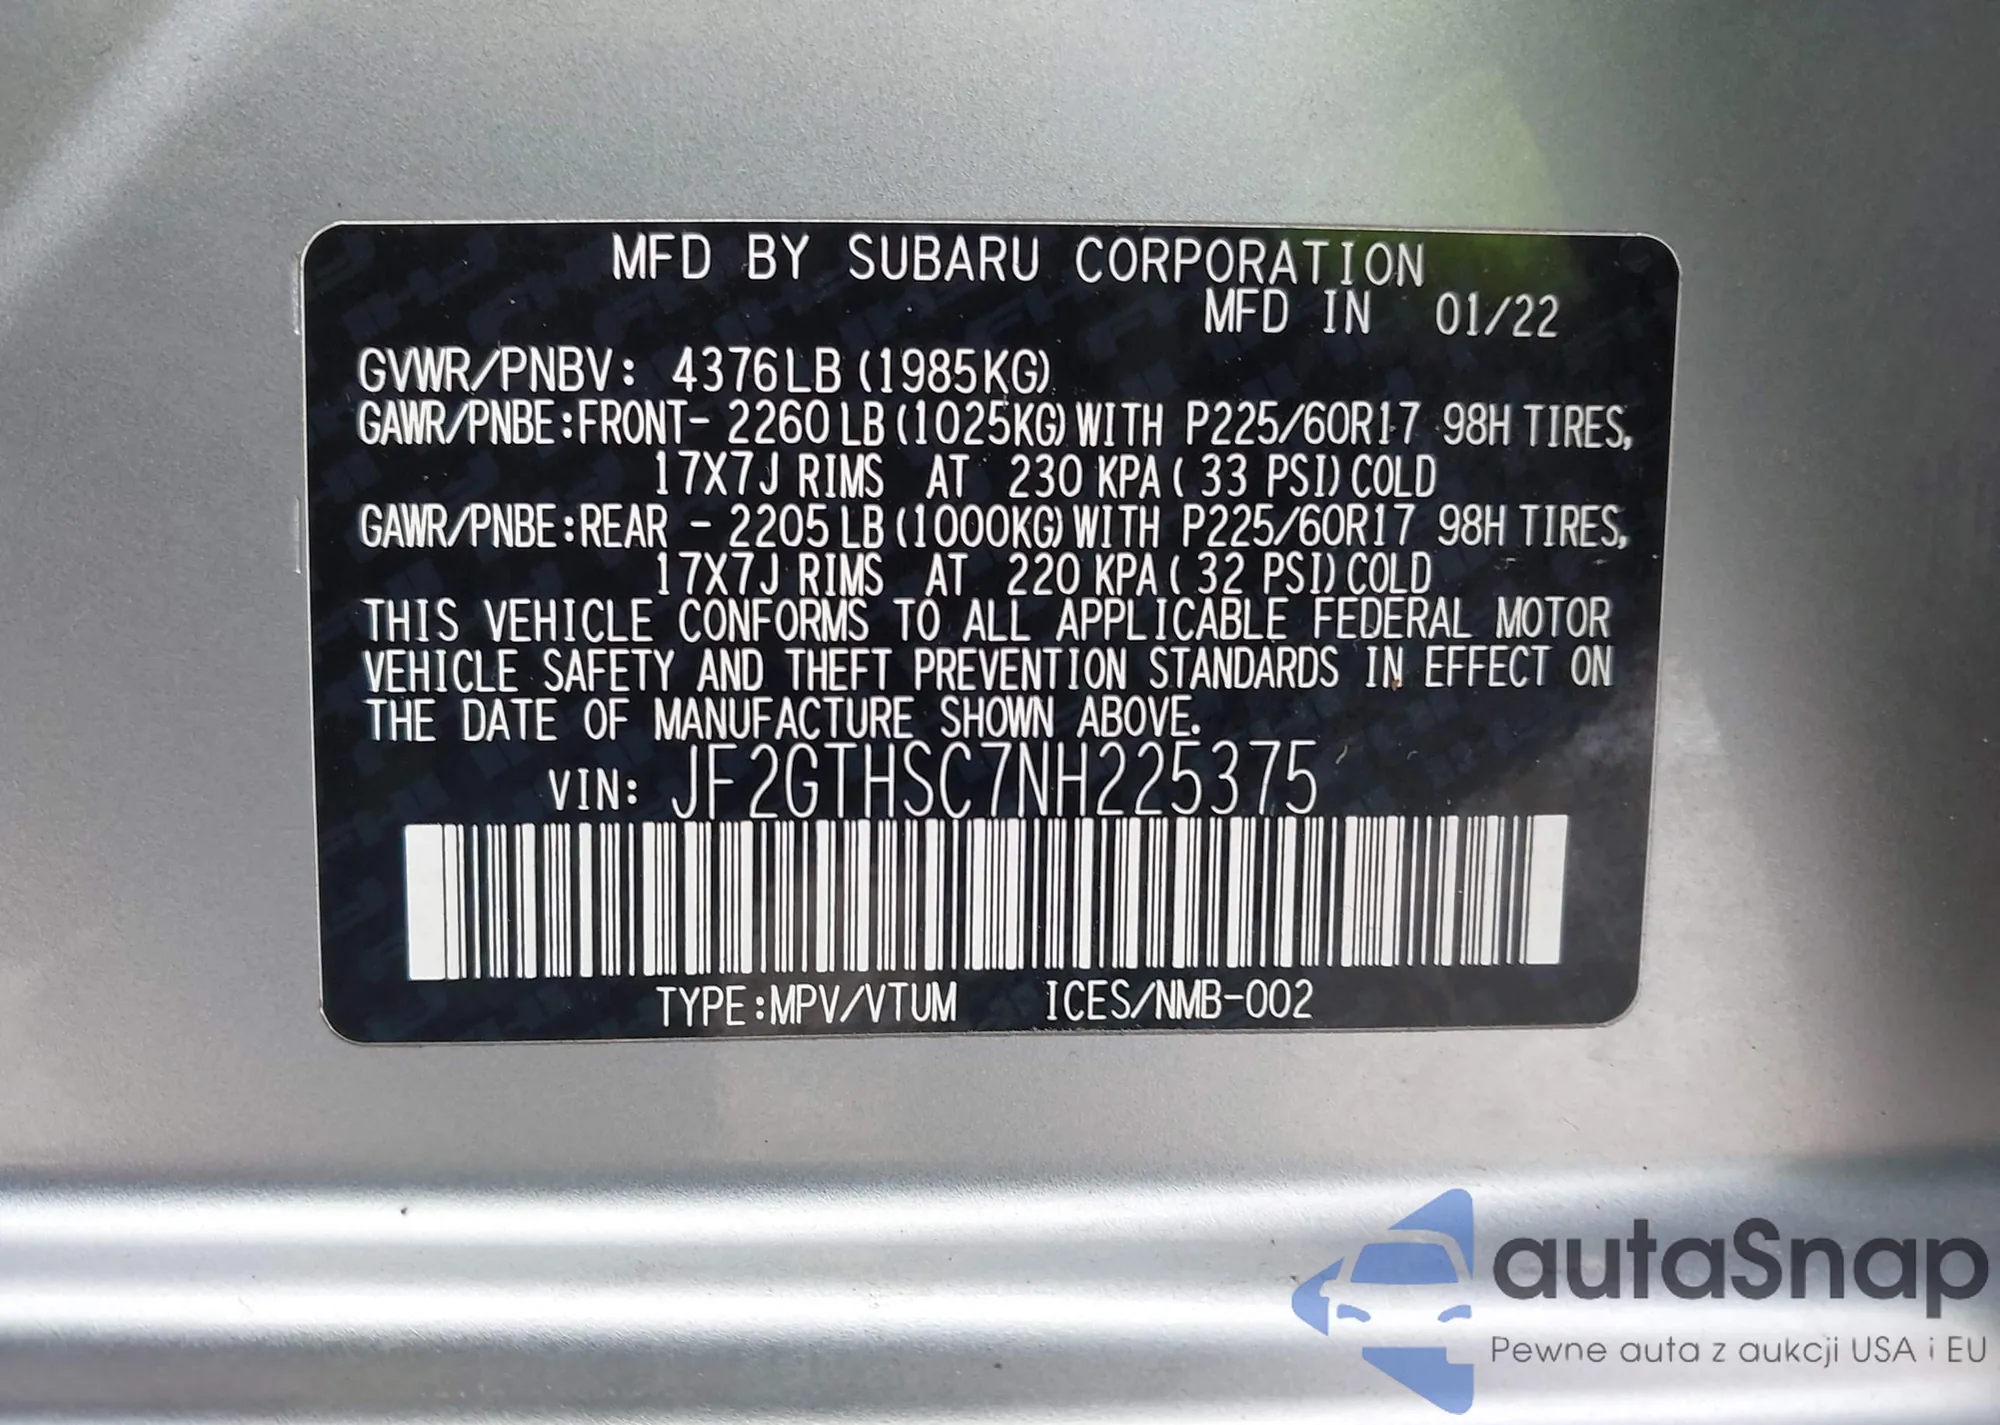 MFD BY SUBARU CORPORATION
MFD IN 01/22
GVWR/PNBV: 4376LB (1985KG)
GAWR/PNBE:FRONT- 2260LB (1025KG)WITH P225/60R17 98H TIRES,
17X7J RIMS AT 230 KPA( 33 PSI)COLD
GAWR/PNBE:REAR - 2205LB (1000KG)WITH P225/60R17 98H TIRES,
17X7J RIMS AT 220 KPA( 32 PSI)COLD
THIS VEHICLE CONFORMS TO ALL APPLICABLE FEDERAL MOTOR
VEHICLE SAFETY AND THEFT PREVENTION STANDARDS IN EFFECT ON
THE DATE OF MANUFACTURE SHOWN ABOVE.
VIN: JF2GTHSC7NH225375
TYPE:MPV/VTUM ICES/NMB-002
autaSnap
Pewne auta z aukcji USA i EU